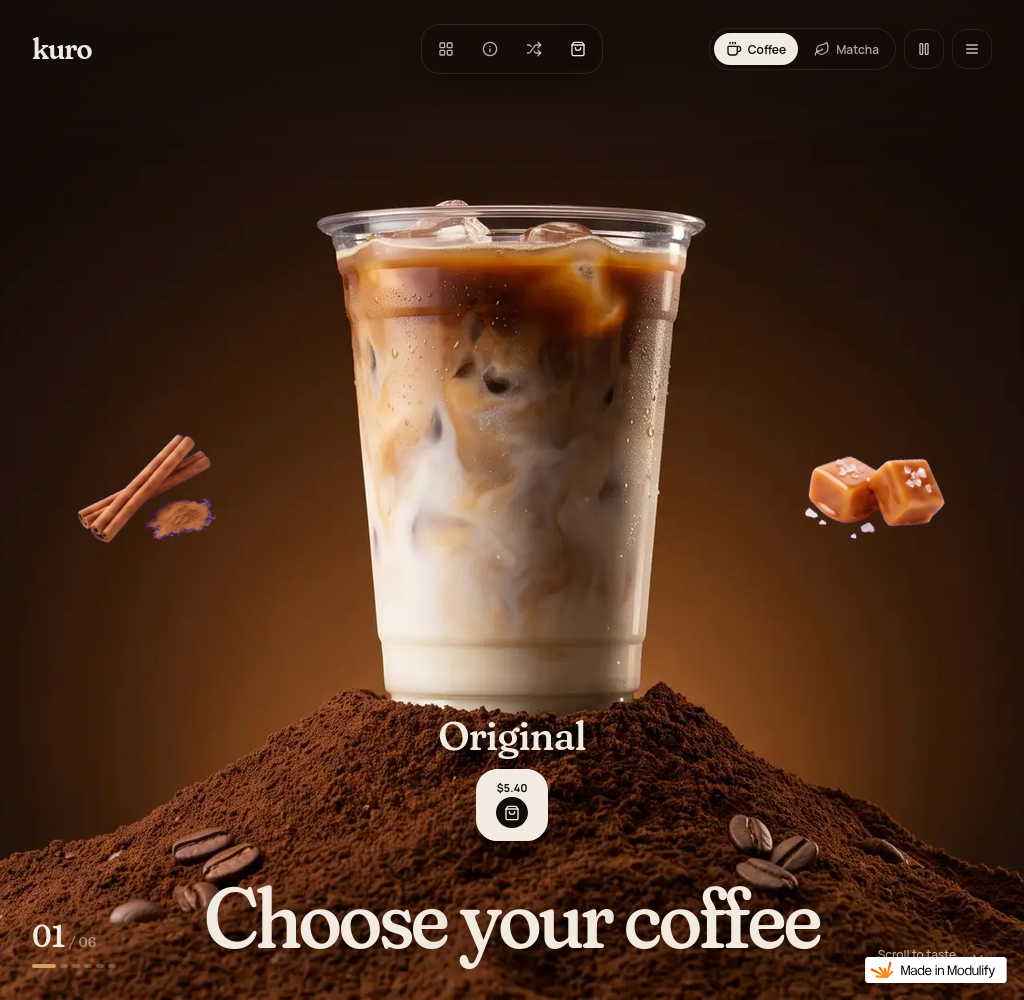 kuro
Coffee
Matcha
Original
$5.40
Choose your coffee
01 / 06
Scroll to taste
Made in Modulify